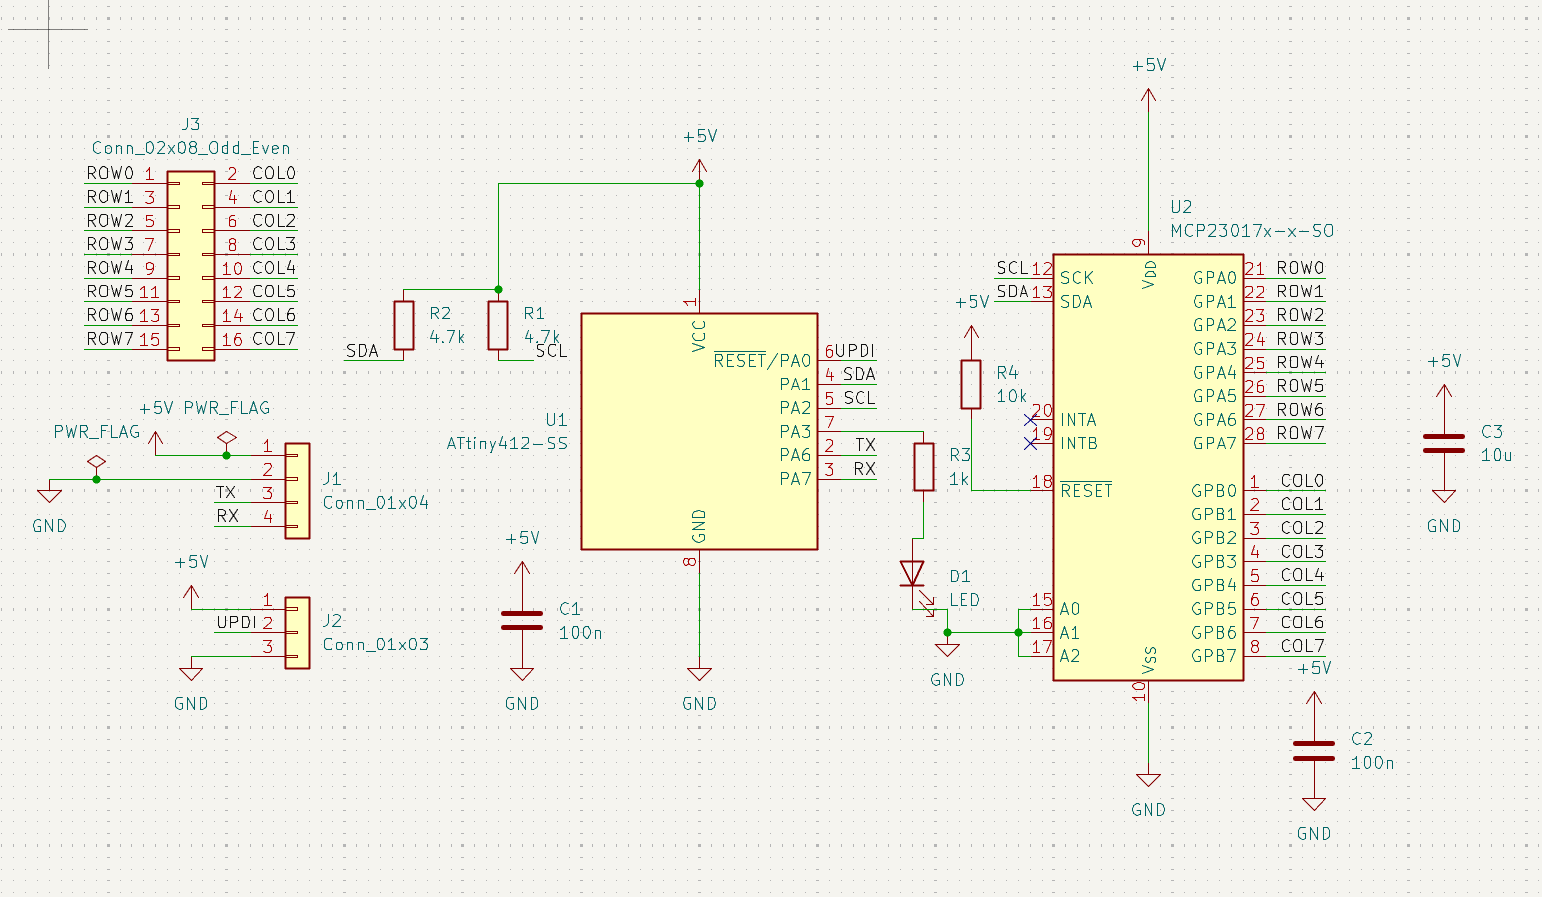 J3
Conn_02x08_Odd_Even
ROW0 1 2 COL0
ROW1 3 4 COL1
ROW2 5 6 COL2
ROW3 7 8 COL3
ROW4 9 10 COL4
ROW5 11 12 COL5
ROW6 13 14 COL6
ROW7 15 16 COL7
+5V PWR_FLAG
PWR_FLAG
GND
1
2
TX 3
RX 4
J1
Conn_01x04
+5V
1
UPDI 2
3
GND
J2
Conn_01x03
SDA
R2
4.7k
R1
4.7k
SCL
+5V
1
VCC
U1
ATtiny412-SS
RESET/PA0 6 UPDI
PA1 4 SDA
PA2 5 SCL
PA3 7
PA6 2 TX
PA7 3 RX
GND
8
GND
+5V
C1
100n
GND
R3
1k
D1
LED
GND
+5V
R4
10k
+5V
U2
MCP23017x-x-SO
9
VDD
SCL 12 SCK
SDA 13 SDA
20 INTA
19 INTB
18 RESET
15 A0
16 A1
17 A2
GPA0 21 ROW0
GPA1 22 ROW1
GPA2 23 ROW2
GPA3 24 ROW3
GPA4 25 ROW4
GPA5 26 ROW5
GPA6 27 ROW6
GPA7 28 ROW7
GPB0 1 COL0
GPB1 2 COL1
GPB2 3 COL2
GPB3 4 COL3
GPB4 5 COL4
GPB5 6 COL5
GPB6 7 COL6
GPB7 8 COL7
VSS
10
GND
+5V
C2
100n
GND
+5V
C3
10u
GND